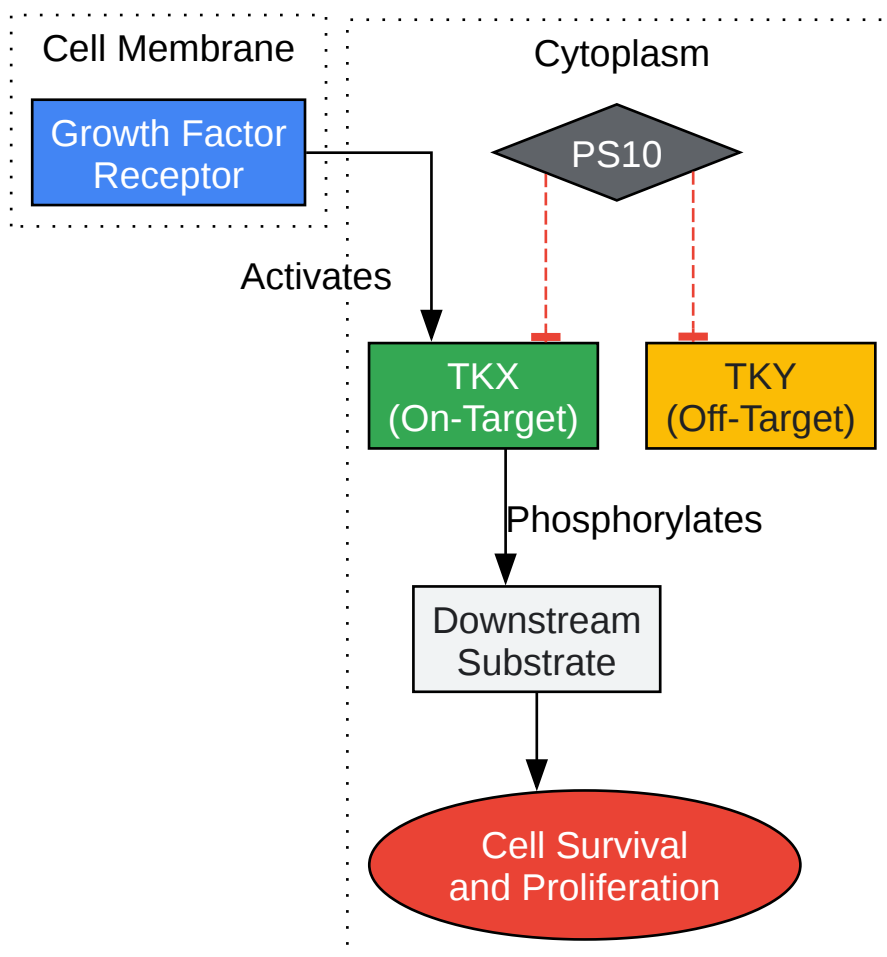 Cell Membrane
Cytoplasm
Growth Factor
Receptor
PS10
Activates
TKX
(On-Target)
TKY
(Off-Target)
Phosphorylates
Downstream
Substrate
Cell Survival
and Proliferation